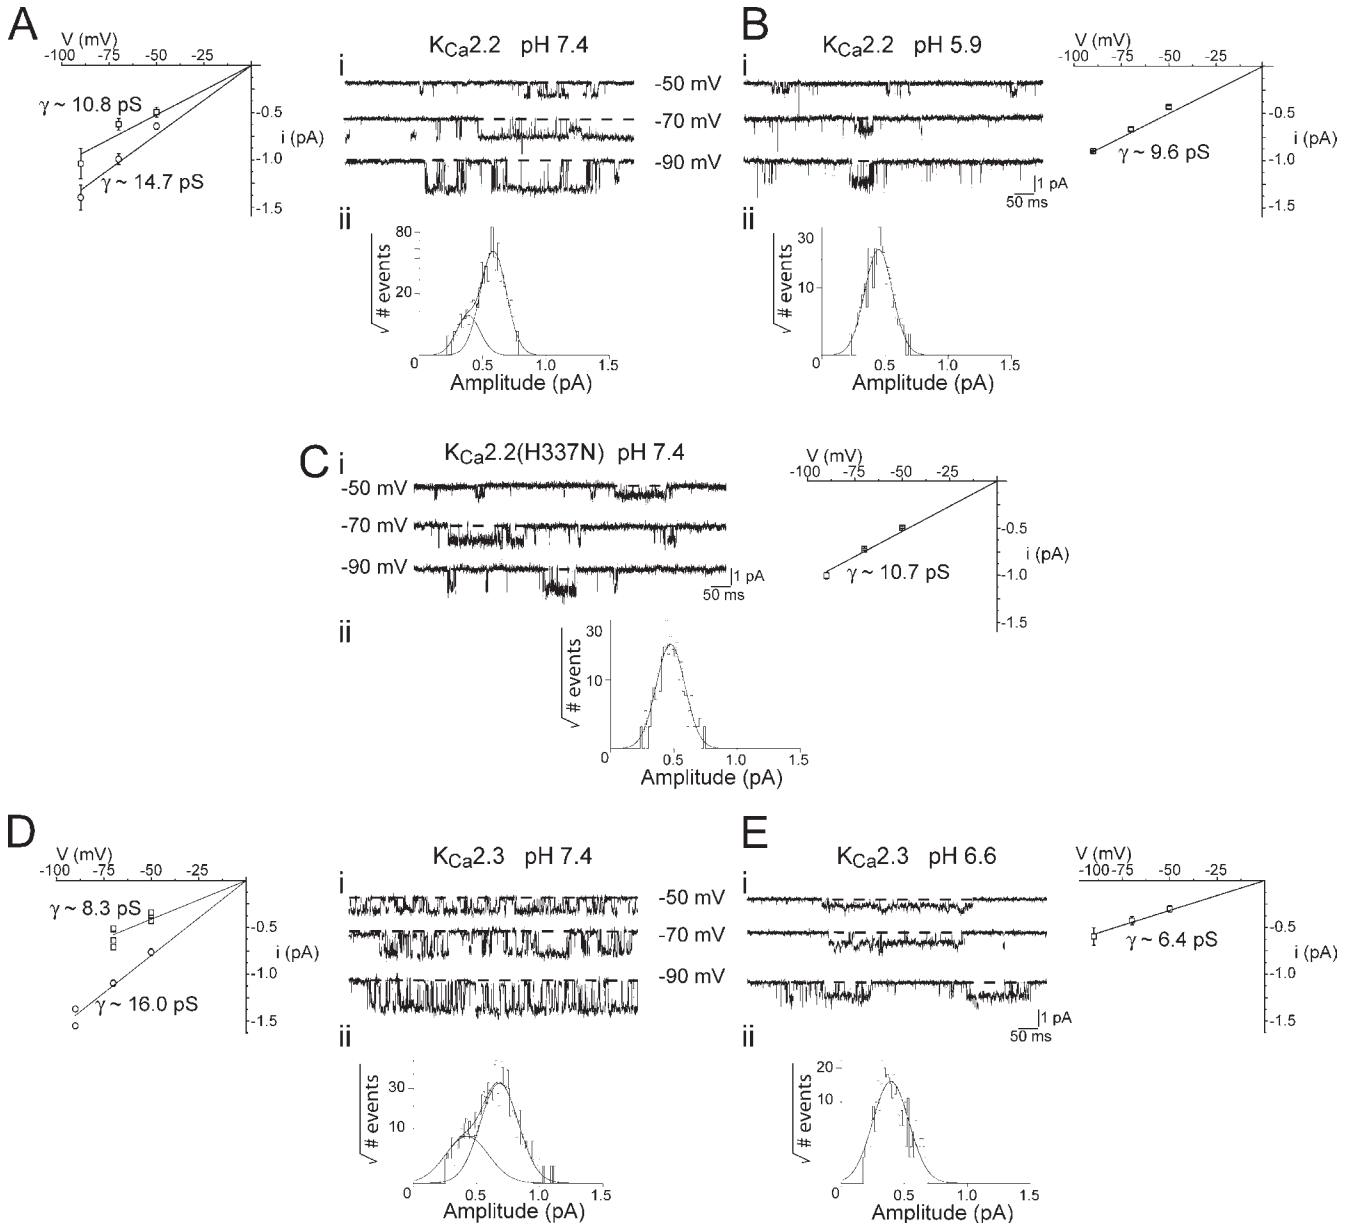 A
V (mV)
-100 -75 -50 -25
γ ~ 10.8 pS
γ ~ 14.7 pS
-0.5
i (pA)
-1.0
-1.5
KCa2.2 pH 7.4
i
-50 mV
-70 mV
-90 mV
ii
√# events
80
20
0 0.5 1.0 1.5
Amplitude (pA)
B
KCa2.2 pH 5.9
i
1 pA
50 ms
V (mV)
-100 -75 -50 -25
-0.5
i (pA)
-1.0
-1.5
γ ~ 9.6 pS
ii
√# events
30
10
0 0.5 1.0 1.5
Amplitude (pA)
C
i
KCa2.2(H337N) pH 7.4
-50 mV
-70 mV
-90 mV
1 pA
50 ms
V (mV)
-100 -75 -50 -25
-0.5
i (pA)
-1.0
-1.5
γ ~ 10.7 pS
ii
√# events
30
10
0 0.5 1.0 1.5
Amplitude (pA)
D
V (mV)
-100 -75 -50 -25
γ ~ 8.3 pS
γ ~ 16.0 pS
-0.5
i (pA)
-1.0
-1.5
KCa2.3 pH 7.4
i
-50 mV
-70 mV
-90 mV
ii
√# events
30
10
0 0.5 1.0 1.5
Amplitude (pA)
E
KCa2.3 pH 6.6
i
1 pA
50 ms
V (mV)
-100 -75 -50 -25
-0.5
i (pA)
-1.0
-1.5
γ ~ 6.4 pS
ii
√# events
20
10
0 0.5 1.0 1.5
Amplitude (pA)